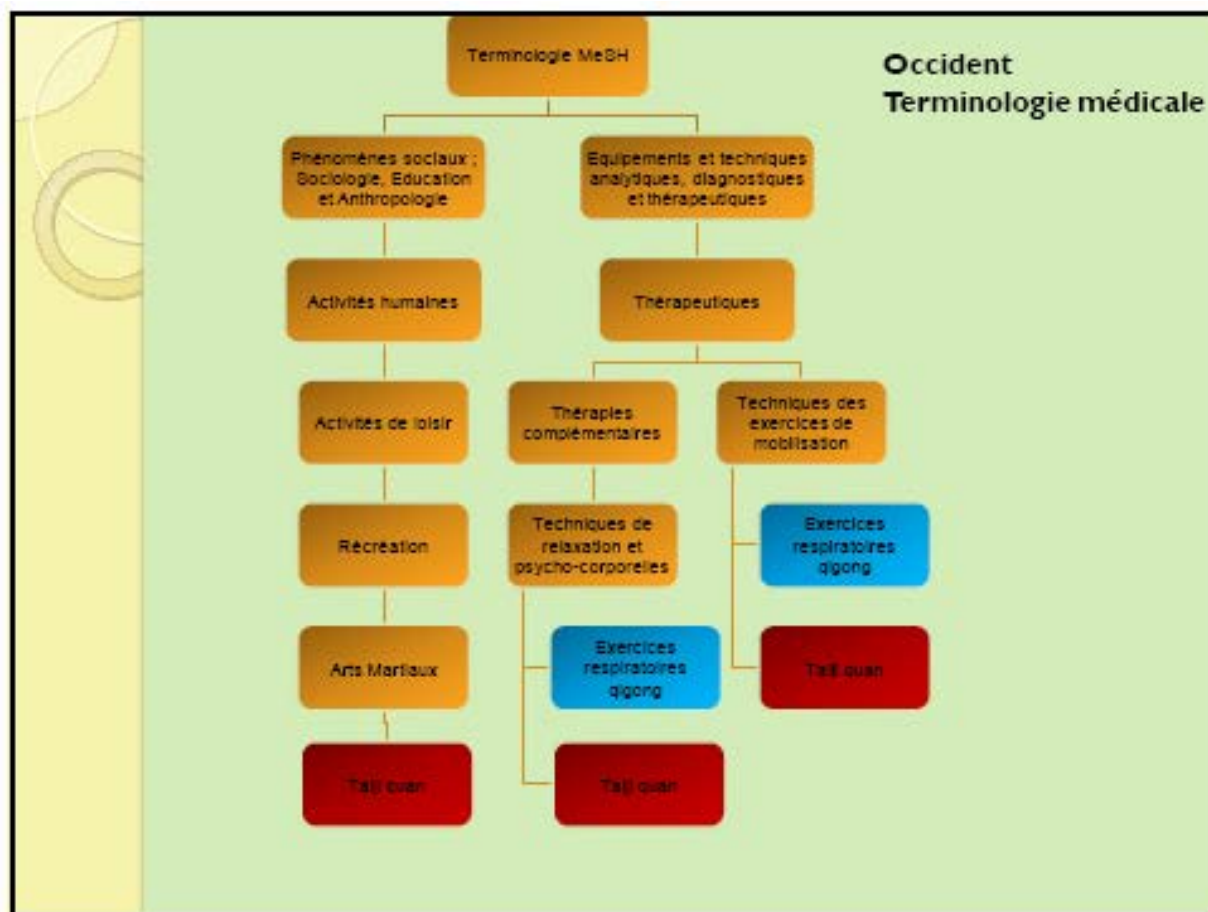 Terminologie MeSH
Occident
Terminologie médicale
Phénomènes sociaux ;
Sociologie, Education
et Anthropologie
Equipements et techniques
analytiques, diagnostiques
et thérapeutiques
Activités humaines
Thérapeutiques
Activités de loisir
Thérapies
complémentaires
Techniques des
exercices de
mobilisation
Récréation
Techniques de
relaxation et
psycho-corporelles
Exercices
respiratoires
qigong
Arts Martiaux
Exercices
respiratoires
qigong
Taiji quan
Taiji quan
Taiji quan